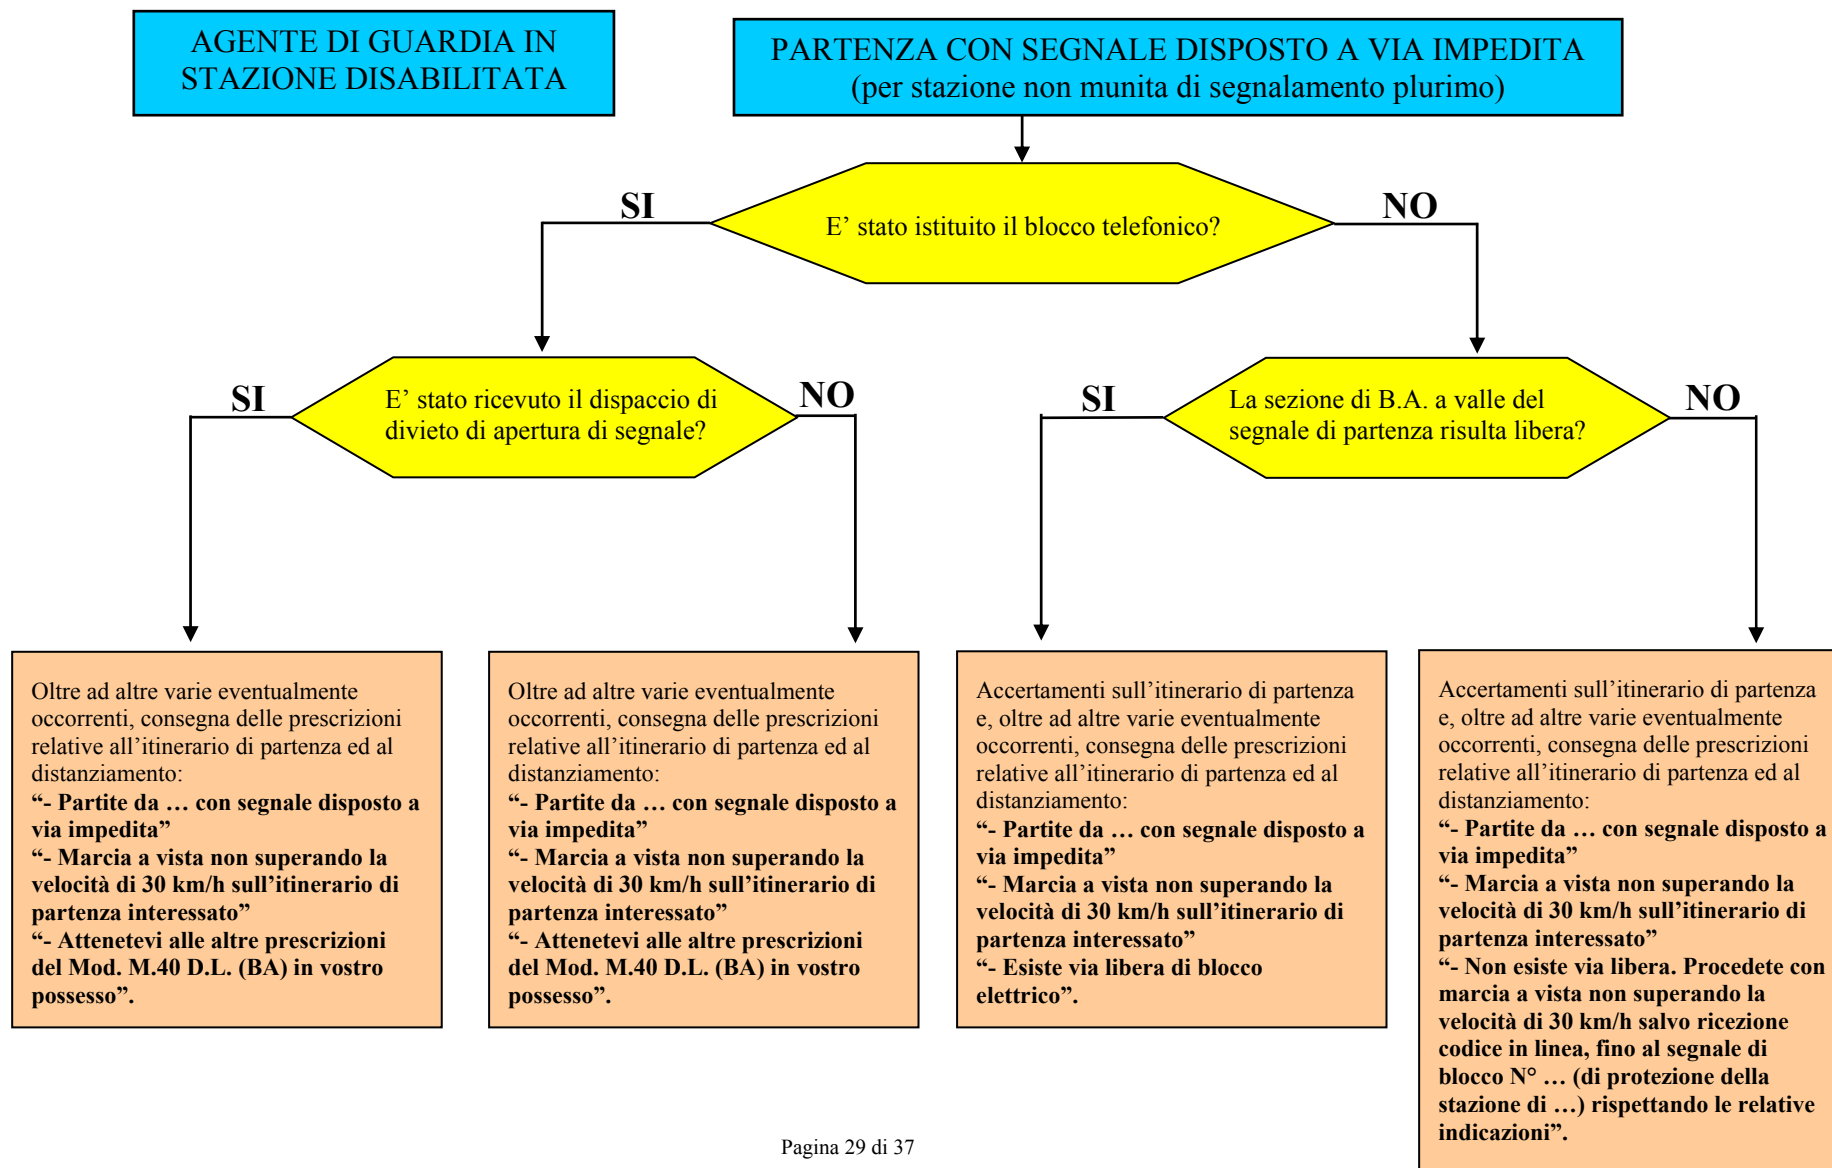 AGENTE DI GUARDIA IN
STAZIONE DISABILITATA
PARTENZA CON SEGNALE DISPOSTO A VIA IMPEDITA
(per stazione non munita di segnalamento plurimo)
SI
E’ stato istituito il blocco telefonico?
NO
SI
E’ stato ricevuto il dispaccio di
divieto di apertura di segnale?
NO
SI
La sezione di B.A. a valle del
segnale di partenza risulta libera?
NO
Oltre ad altre varie eventualmente
occorrenti, consegna delle prescrizioni
relative all’itinerario di partenza ed al
distanziamento:
“- Partite da … con segnale disposto a
via impedita”
“- Marcia a vista non superando la
velocità di 30 km/h sull’itinerario di
partenza interessato”
“- Attenetevi alle altre prescrizioni
del Mod. M.40 D.L. (BA) in vostro
possesso”.
Oltre ad altre varie eventualmente
occorrenti, consegna delle prescrizioni
relative all’itinerario di partenza ed al
distanziamento:
“- Partite da … con segnale disposto a
via impedita”
“- Marcia a vista non superando la
velocità di 30 km/h sull’itinerario di
partenza interessato”
“- Attenetevi alle altre prescrizioni
del Mod. M.40 D.L. (BA) in vostro
possesso”.
Accertamenti sull’itinerario di partenza
e, oltre ad altre varie eventualmente
occorrenti, consegna delle prescrizioni
relative all’itinerario di partenza ed al
distanziamento:
“- Partite da … con segnale disposto a
via impedita”
“- Marcia a vista non superando la
velocità di 30 km/h sull’itinerario di
partenza interessato”
“- Esiste via libera di blocco
elettrico”.
Accertamenti sull’itinerario di partenza
e, oltre ad altre varie eventualmente
occorrenti, consegna delle prescrizioni
relative all’itinerario di partenza ed al
distanziamento:
“- Partite da … con segnale disposto a
via impedita”
“- Marcia a vista non superando la
velocità di 30 km/h sull’itinerario di
partenza interessato”
“- Non esiste via libera. Procedete con
marcia a vista non superando la
velocità di 30 km/h salvo ricezione
codice in linea, fino al segnale di
blocco N° … (di protezione della
stazione di …) rispettando le relative
indicazioni”.
Pagina 29 di 37